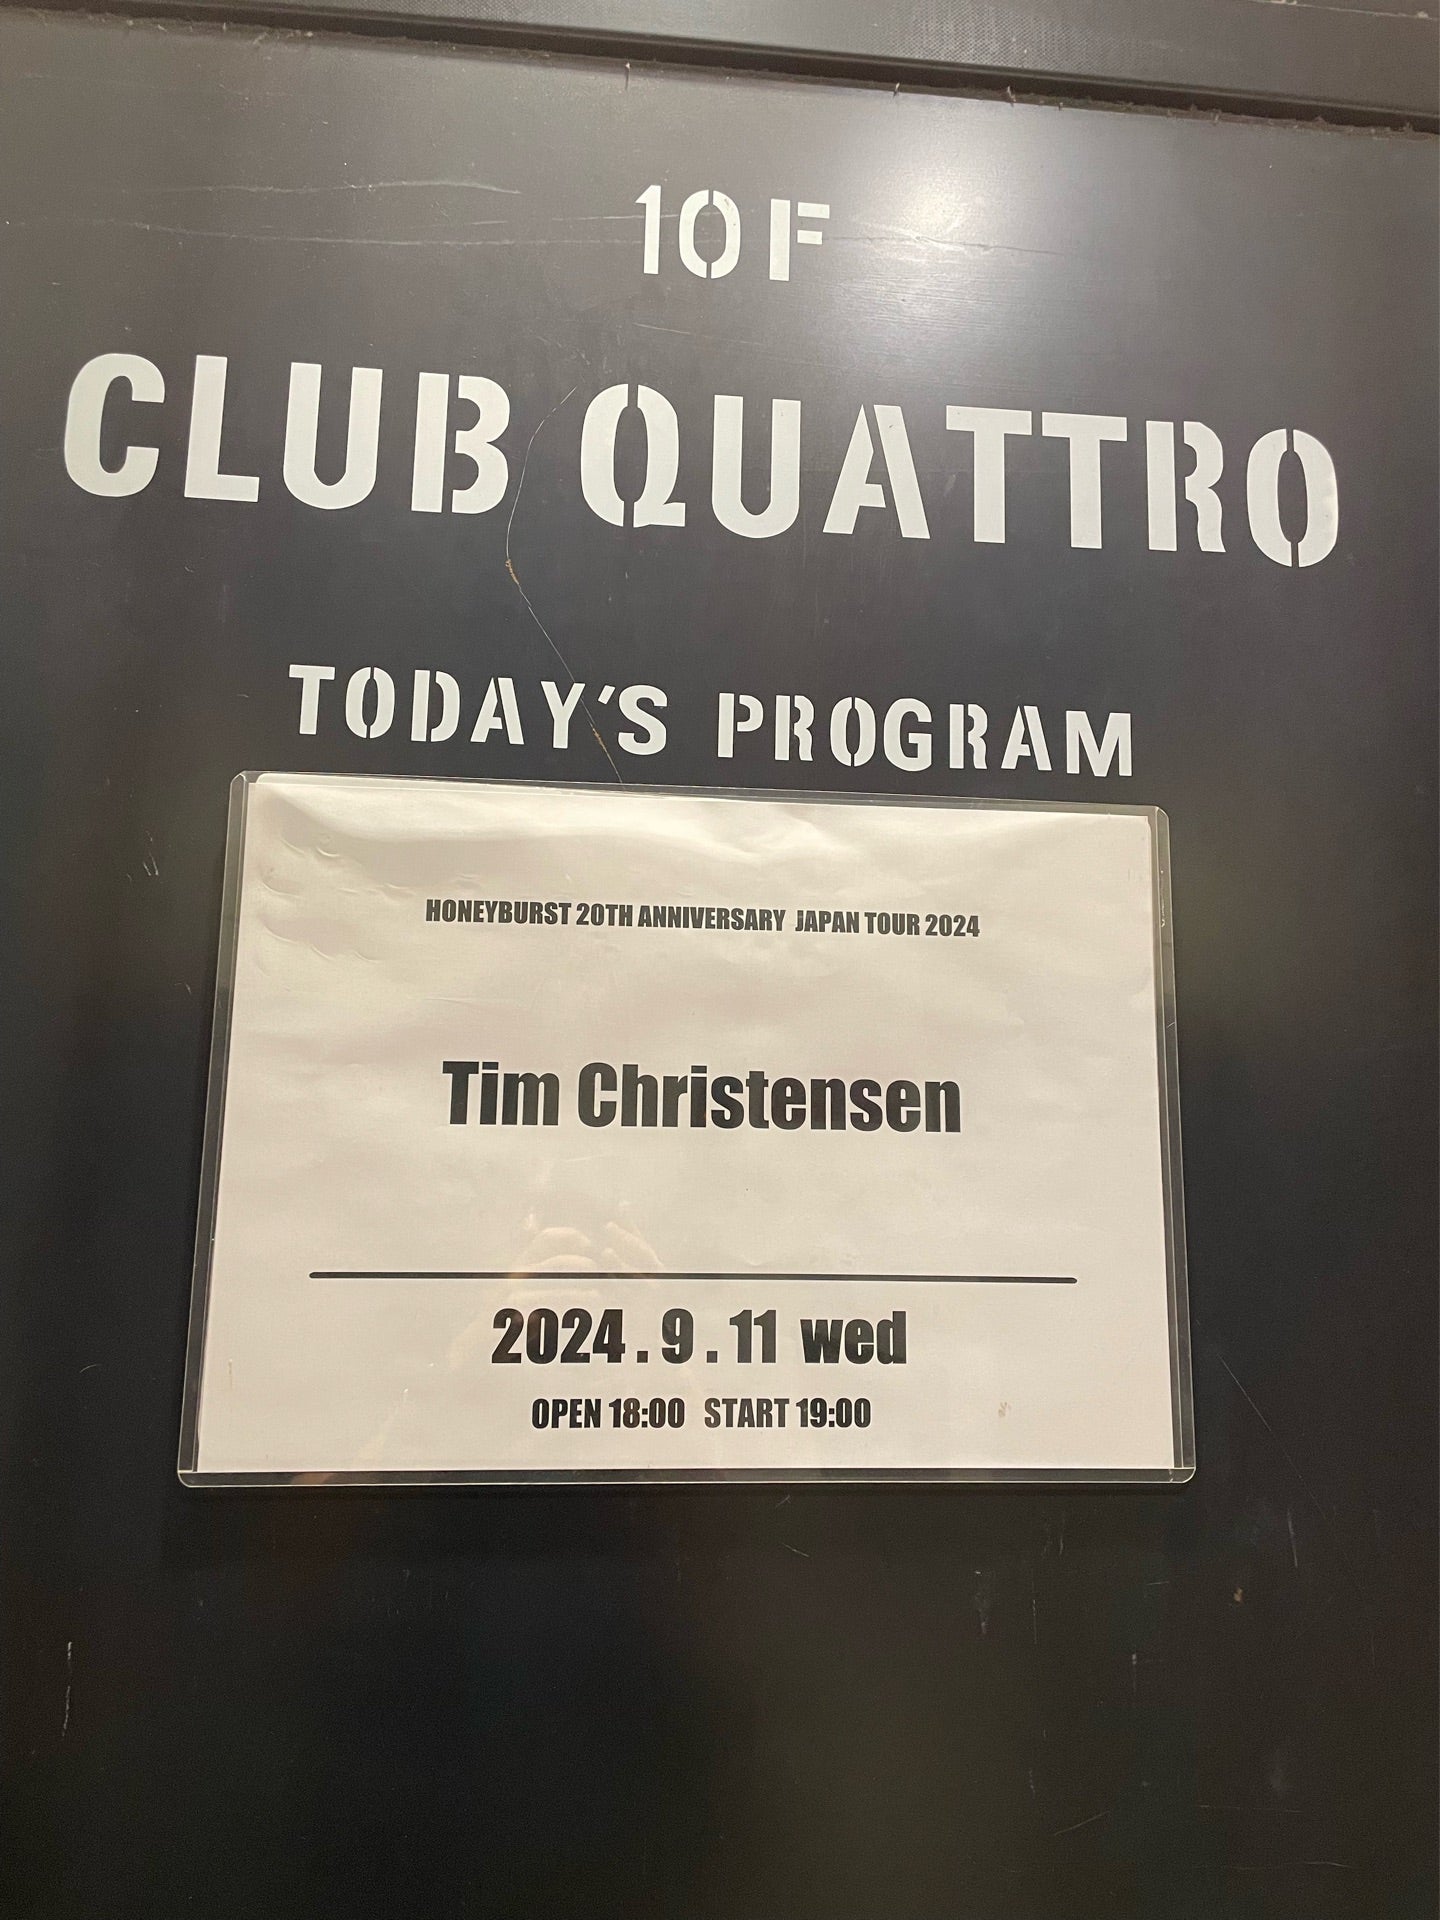 10F
CLUB QUATTRO
TODAY'S PROGRAM
HONEYBURST 20TH ANNIVERSARY JAPAN TOUR 2024
Tim Christensen
2024.9.11 wed
OPEN 18:00 START 19:00